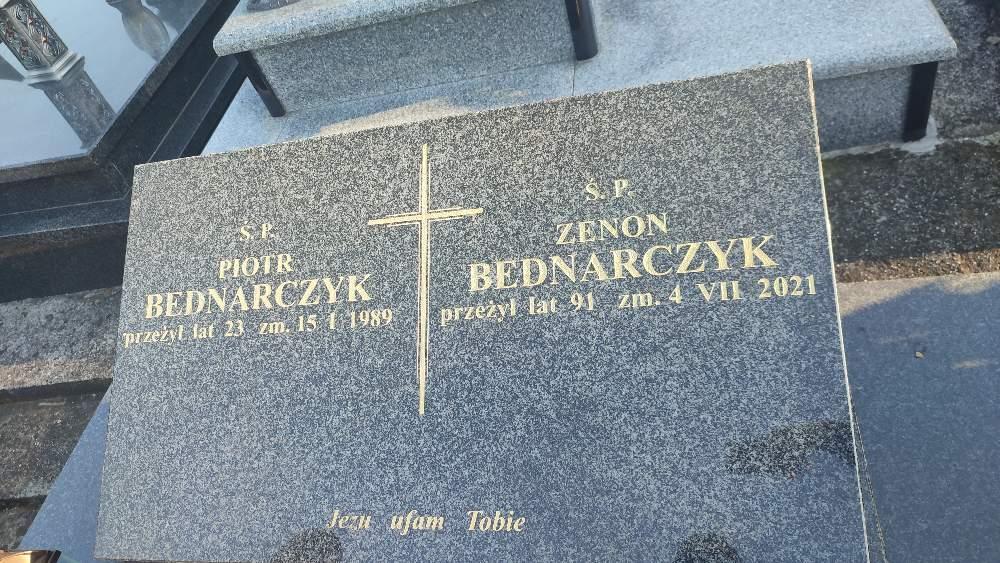 Ś. P.
PIOTR
BEDNARCZYK
przeżył lat 23 zm. 15 I 1989
Ś. P.
ZENON
BEDNARCZYK
przeżył lat 91 zm. 4 VII 2021
Jezu ufam Tobie